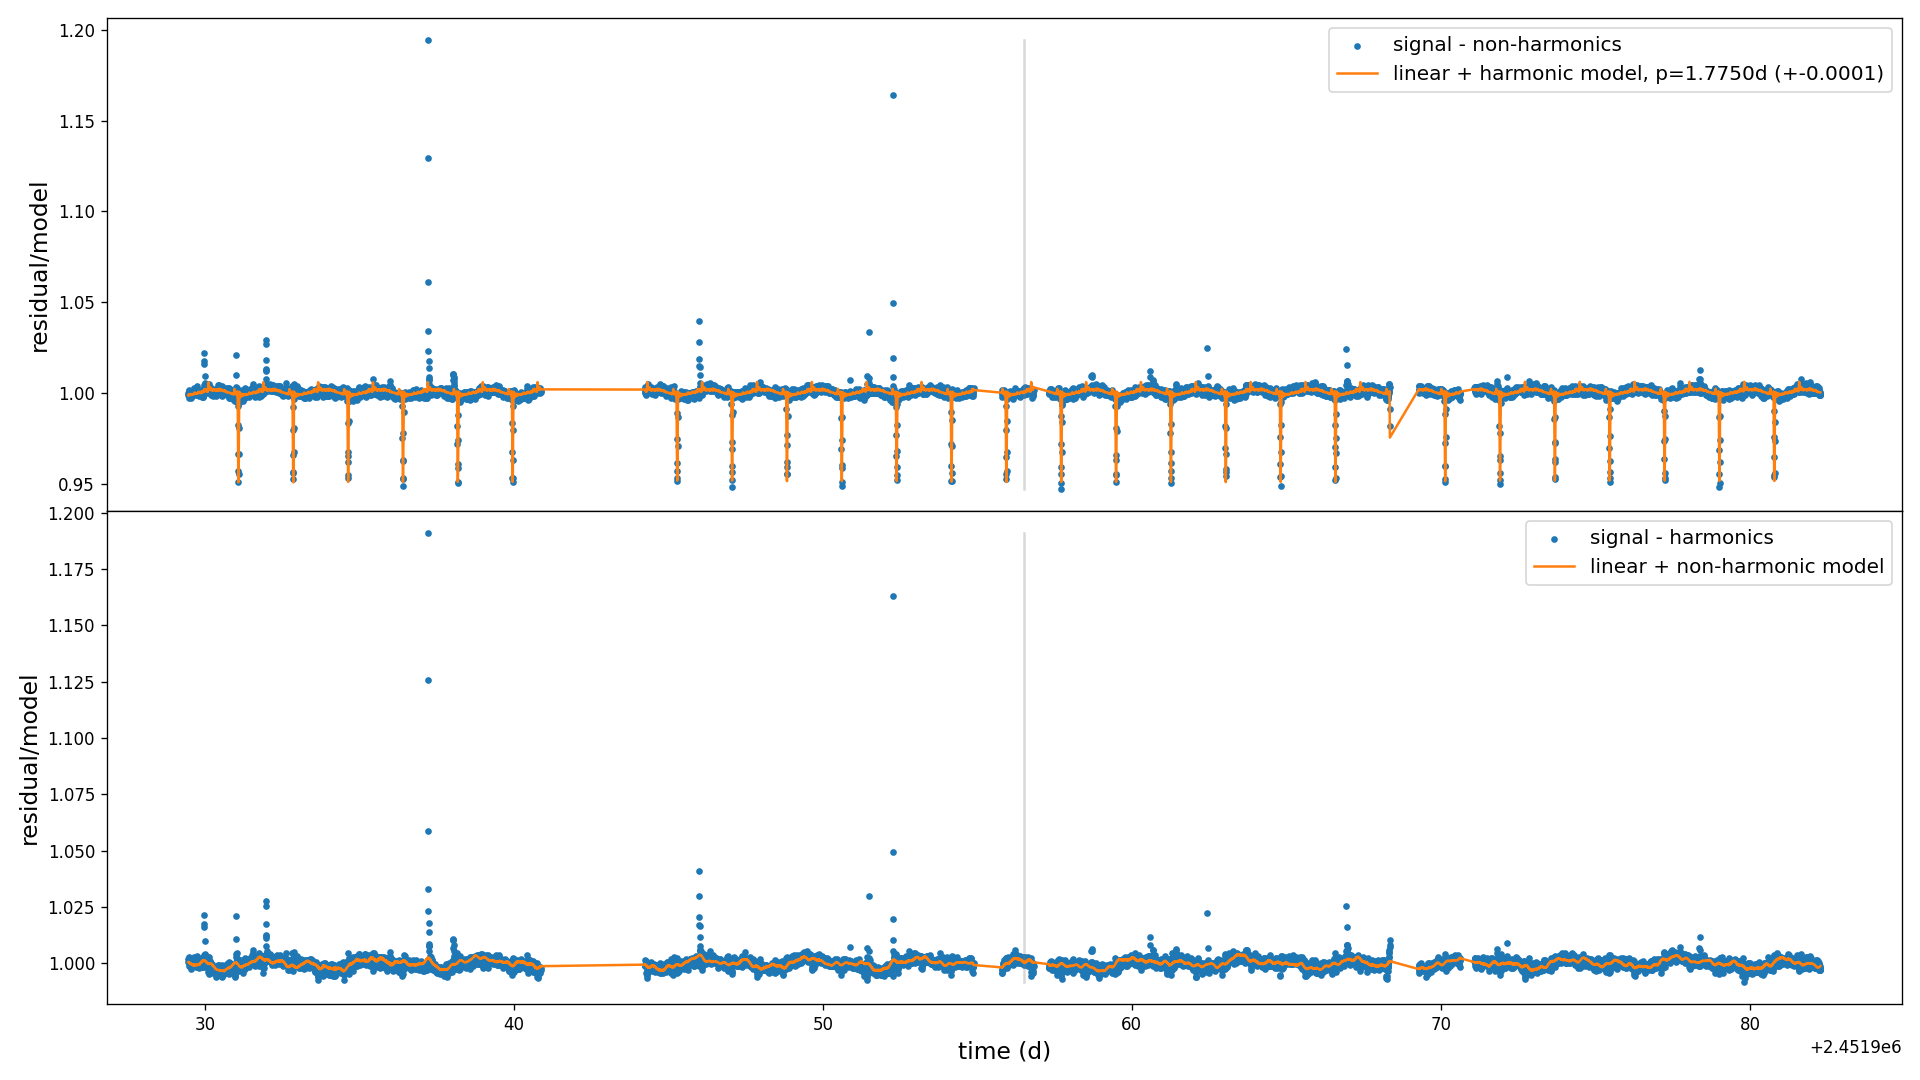 1.20
1.15
1.10
1.05
1.00
0.95
residual/model
signal - non-harmonics
linear + harmonic model, p=1.7750d (+-0.0001)
1.200
1.175
1.150
1.125
1.100
1.075
1.050
1.025
1.000
residual/model
signal - harmonics
linear + non-harmonic model
30 40 50 60 70 80
time (d)
+2.4519e6